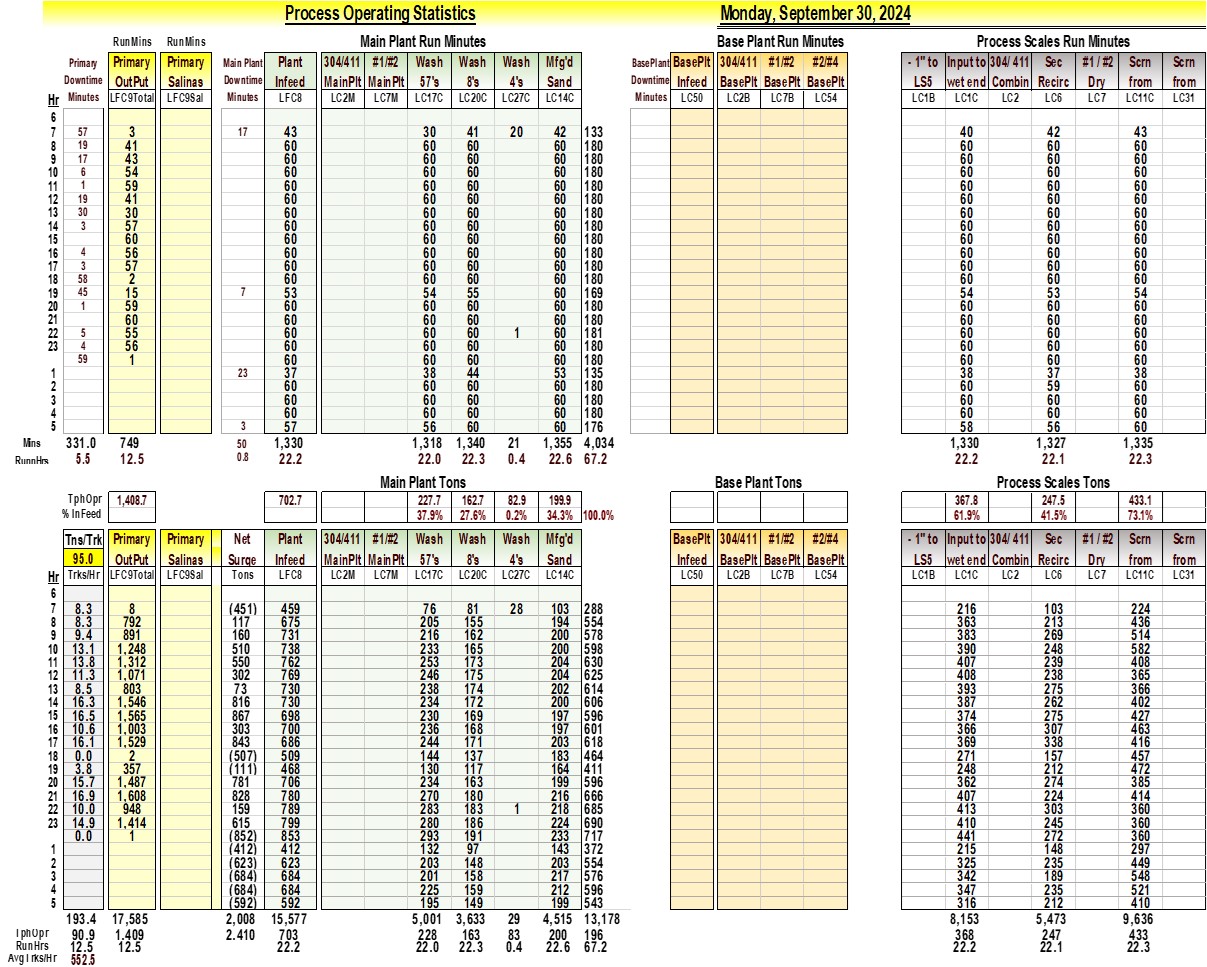 Process Operating Statistics Monday, September 30, 2024
RunMins RunMins Main Plant Run Minutes Base Plant Run Minutes Process Scales Run Minutes
Primary Primary Primary Main Plant Plant 304/411 #1/#2 Wash Wash Wash Mfg'd BasePlant BasePlt 304/411 #1/#2 #2/#4 - 1" to Input to 304/ 411 Sec #1 / #2 Scrn Scrn
Downtime OutPut Salinas Downtime Infeed MainPlt MainPlt 57's 8's 4's Sand Downtime Infeed BasePlt BasePlt BasePlt LS5 wet end Combin Recirc Dry from from
Hr Minutes LFC9Total LFC9Sal Minutes LFC8 LC2M LC7M LC17C LC20C LC27C LC14C Minutes LC50 LC2B LC7B LC54 LC1B LC1C LC2 LC6 LC7 LC11C LC31
6
7 57 3 17 43 30 41 20 42 133 40 42 43
8 19 41 60 60 60 60 180 60 60 60
9 17 43 60 60 60 60 180 60 60 60
10 6 54 60 60 60 60 180 60 60 60
11 1 59 60 60 60 60 180 60 60 60
12 19 41 60 60 60 60 180 60 60 60
13 30 30 60 60 60 60 180 60 60 60
14 3 57 60 60 60 60 180 60 60 60
15 60 60 60 60 60 180 60 60 60
16 4 56 60 60 60 60 180 60 60 60
17 3 57 60 60 60 60 180 60 60 60
18 58 2 60 60 60 60 180 60 60 60
19 45 15 7 53 54 55 60 169 54 53 54
20 1 59 60 60 60 60 180 60 60 60
21 60 60 60 60 60 180 60 60 60
22 5 55 60 60 60 1 60 181 60 60 60
23 4 56 60 60 60 60 180 60 60 60
59 1 60 60 60 60 180 60 60 60
1 23 37 38 44 53 135 38 37 38
2 60 60 60 60 180 60 59 60
3 60 60 60 60 180 60 60 60
4 60 60 60 60 180 60 60 60
5 3 57 56 60 60 176 58 56 60
Mins 331.0 749 50 1,330 1,318 1,340 21 1,355 4,034 1,330 1,327 1,335
RunnHrs 5.5 12.5 0.8 22.2 22.0 22.3 0.4 22.6 67.2 22.2 22.1 22.3
Main Plant Tons Base Plant Tons Process Scales Tons
TphOpr 1,408.7 702.7 227.7 162.7 82.9 199.9 367.8 247.5 433.1
% InFeed 37.9% 27.6% 0.2% 34.3% 100.0% 61.9% 41.5% 73.1%
Tns/Trk Primary Primary Net Plant 304/411 #1/#2 Wash Wash Wash Mfg'd BasePlt 304/411 #1/#2 #2/#4 - 1" to Input to 304/ 411 Sec #1 / #2 Scrn Scrn
95.0 OutPut Salinas Surge Infeed MainPlt MainPlt 57's 8's 4's Sand Infeed BasePlt BasePlt BasePlt LS5 wet end Combin Recirc Dry from from
Hr Trks/Hr LFC9Total LFC9Sal Tons LFC8 LC2M LC7M LC17C LC20C LC27C LC14C LC50 LC2B LC7B LC54 LC1B LC1C LC2 LC6 LC7 LC11C LC31
6
7 8.3 8 (451) 459 76 81 28 103 288 216 103 224
8 8.3 792 117 675 205 155 194 554 363 213 436
9 9.4 891 160 731 216 162 200 578 383 269 514
10 13.1 1,248 510 738 233 165 200 598 390 248 582
11 13.8 1,312 550 762 253 173 204 630 407 239 408
12 11.3 1,071 302 769 246 175 204 625 408 238 365
13 8.5 803 73 730 238 174 202 614 393 275 366
14 16.3 1,546 816 730 234 172 200 606 387 262 402
15 16.5 1,565 867 698 230 169 197 596 374 275 427
16 10.6 1,003 303 700 236 168 197 601 366 307 463
17 16.1 1,529 843 686 244 171 203 618 369 338 416
18 0.0 2 (507) 509 144 137 183 464 271 157 457
19 3.8 357 (111) 468 130 117 164 411 248 212 472
20 15.7 1,487 781 706 234 163 199 596 362 274 385
21 16.9 1,608 828 780 270 180 216 666 407 224 414
22 10.0 948 159 789 283 183 1 218 685 413 303 360
23 14.9 1,414 615 799 280 186 224 690 410 245 360
0.0 1 (852) 853 293 191 233 717 441 272 360
1 (412) 412 132 97 143 372 215 148 297
2 (623) 623 203 148 203 554 325 235 449
3 (684) 684 201 158 217 576 342 189 548
4 (684) 684 225 159 212 596 347 235 521
5 (592) 592 195 149 199 543 316 212 410
193.4 17,585 2,008 15,577 5,001 3,633 29 4,515 13,178 8,153 5,473 9,636
TphOpr 90.9 1.409 2.410 703 228 163 83 200 196 368 247 433
RunHrs 12.5 12.5 22.2 22.0 22.3 0.4 22.6 67.2 22.2 22.1 22.3
Avg Trks/Hr 552.5